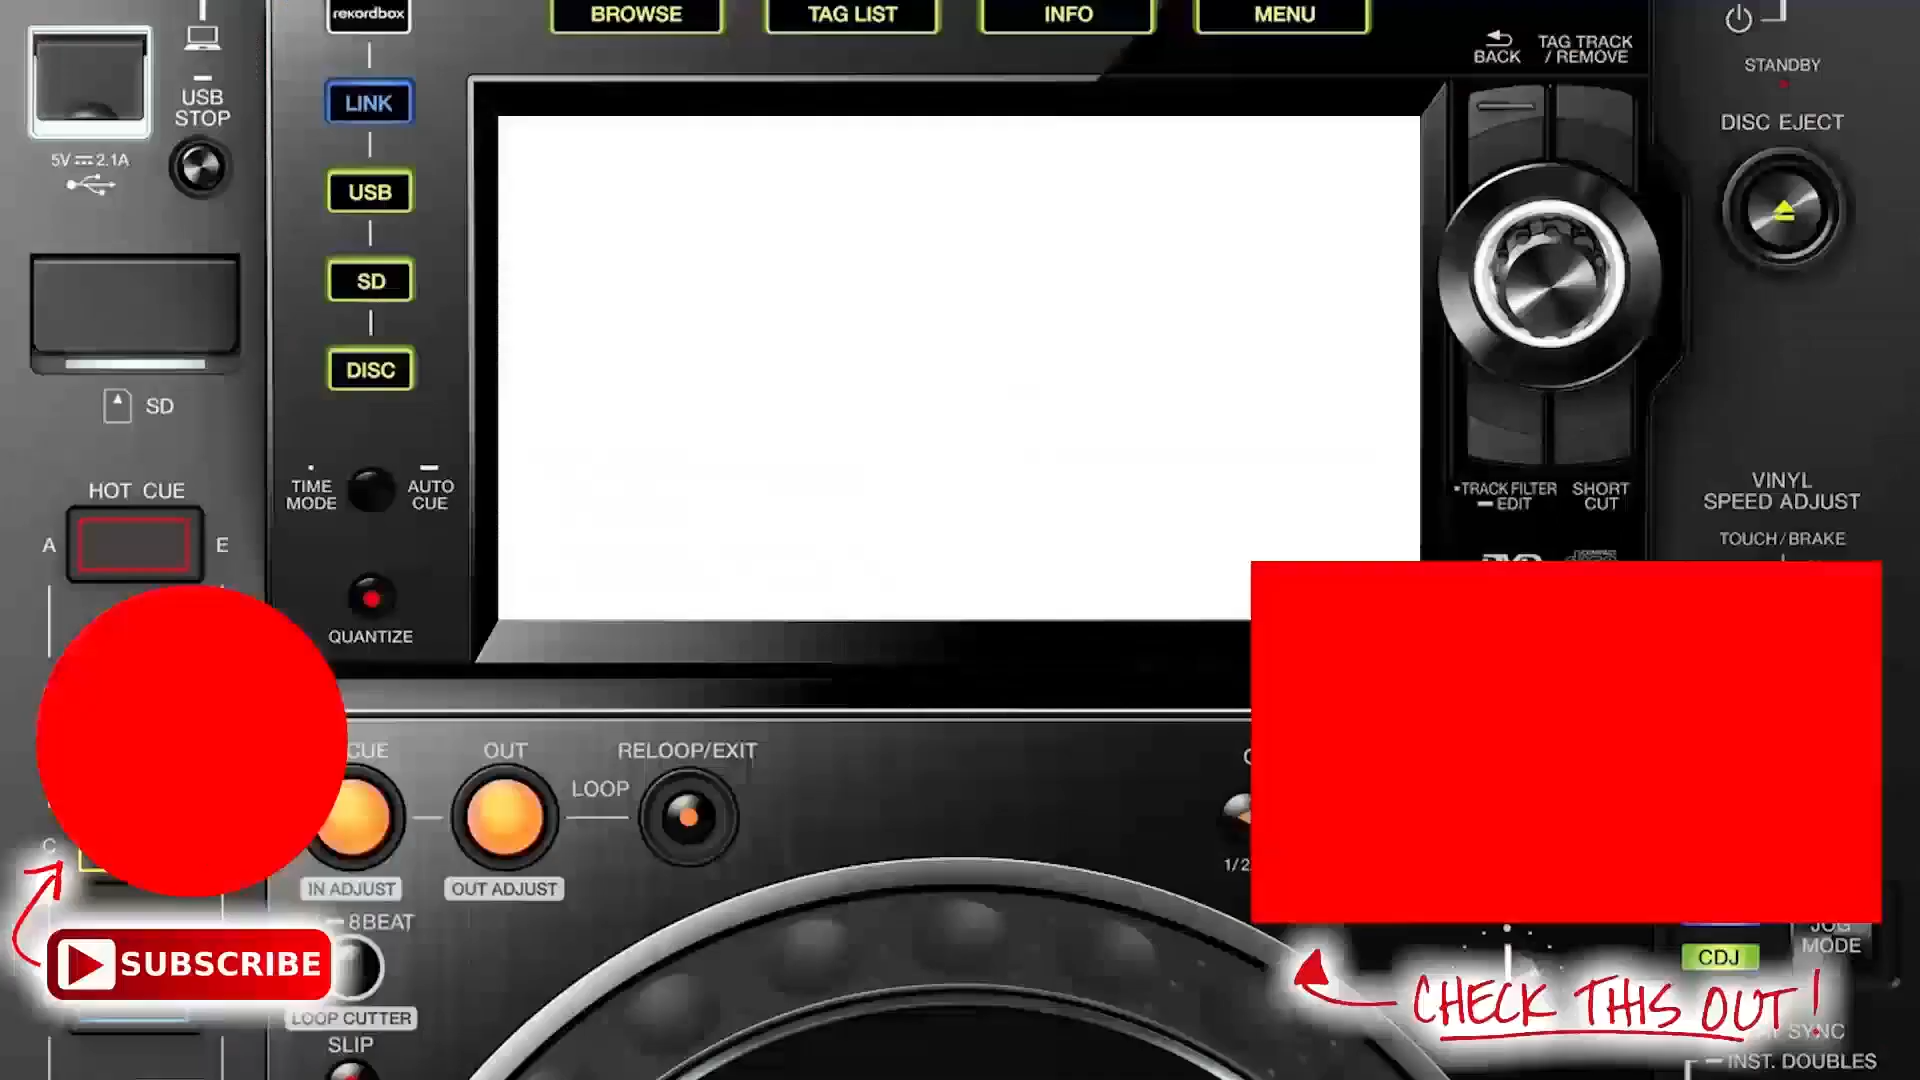 rekordbox
BROWSE
TAG LIST
INFO
MENU
BACK
TAG TRACK
/ REMOVE
STANDBY
LINK
USB
STOP
DISC EJECT
5V 2.1A
USB
SD
DISC
SD
HOT CUE
A
E
TIME
MODE
AUTO
CUE
TRACK FILTER
EDIT
SHORT
CUT
VINYL
SPEED ADJUST
TOUCH/BRAKE
QUANTIZE
CUE
OUT
RELOOP/EXIT
LOOP
C
1/2
IN ADJUST
OUT ADJUST
8BEAT
JOG
MODE
CDJ
SUBSCRIBE
CHECK THIS OUT!
LOOP CUTTER
SLIP
SYNC
INST. DOUBLES